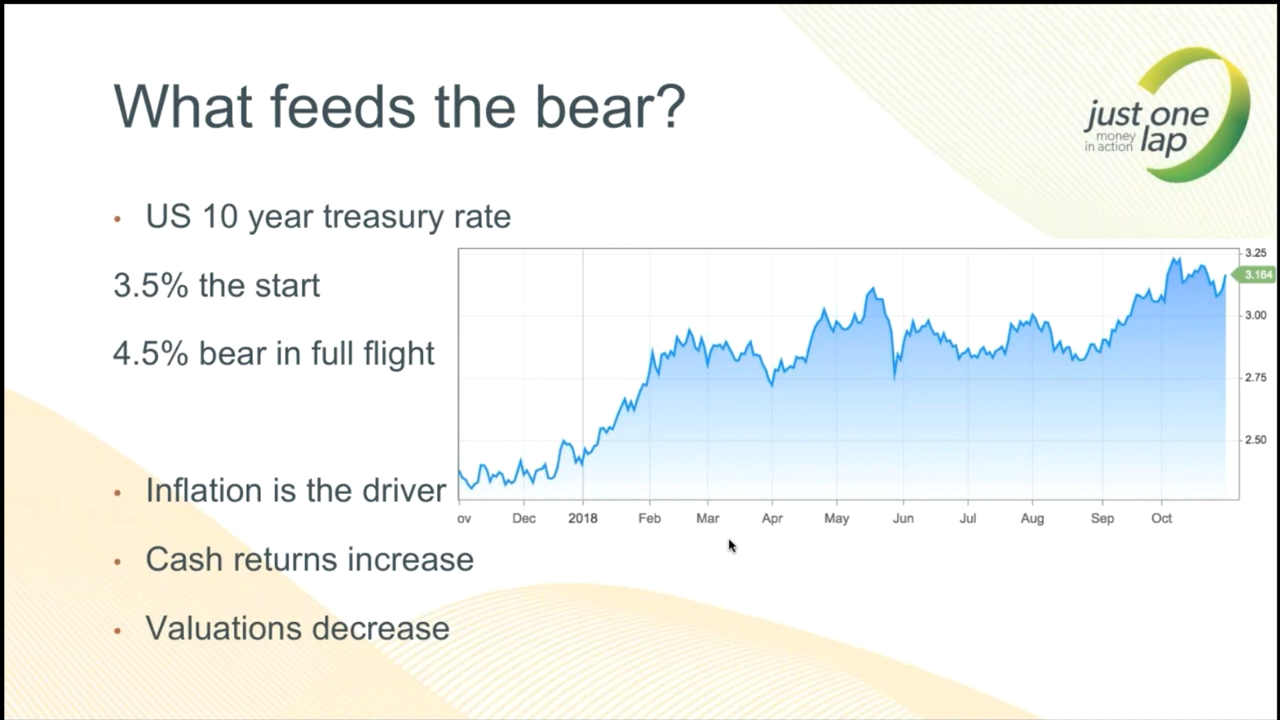 What feeds the bear?
just one
money
in action lap
• US 10 year treasury rate
3.5% the start
4.5% bear in full flight
• Inflation is the driver
• Cash returns increase
• Valuations decrease
3.25
3.164
3.00
2.75
2.50
ov Dec 2018 Feb Mar Apr May Jun Jul Aug Sep Oct